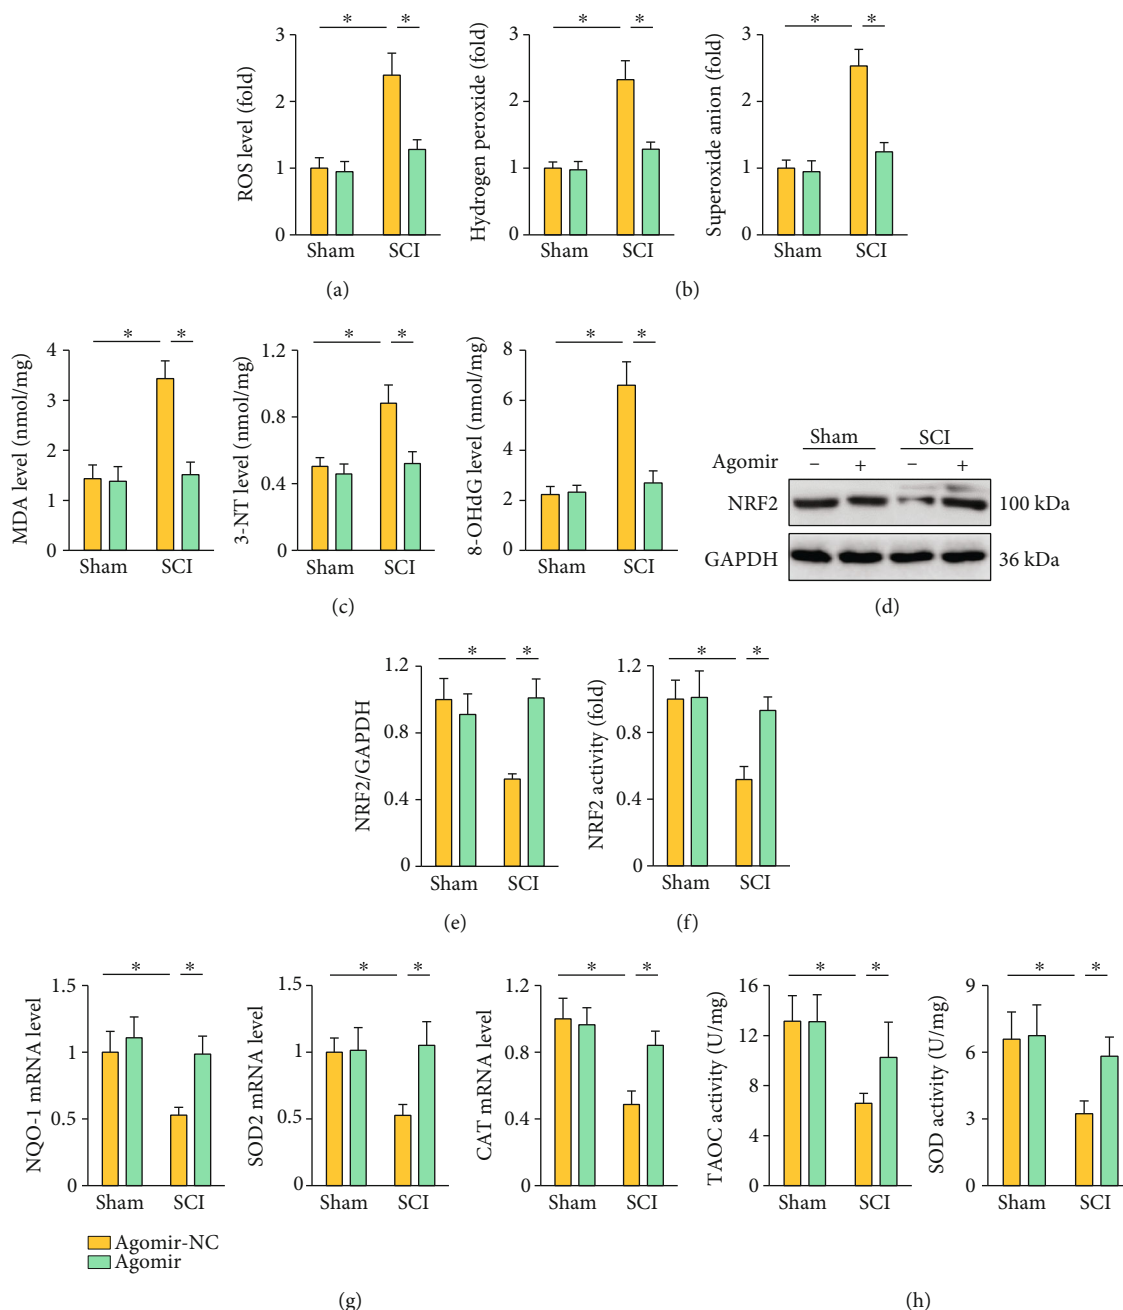 * *
3
2
1
0
ROS level (fold)
Sham SCI
(a)
* *
3
2
1
0
Hydrogen peroxide (fold)
Sham SCI
* *
3
2
1
0
Superoxide anion (fold)
Sham SCI
(b)
* *
4
3
2
1
0
MDA level (nmol/mg)
Sham SCI
* *
1.2
0.8
0.4
0
3-NT level (nmol/mg)
Sham SCI
* *
8
6
4
2
0
8-OHdG level (nmol/mg)
Sham SCI
(c)
Sham SCI
Agomir − + − +
NRF2 100 kDa
GAPDH 36 kDa
(d)
* *
1.2
0.8
0.4
0
NRF2/GAPDH
Sham SCI
(e)
* *
1.2
0.8
0.4
0
NRF2 activity (fold)
Sham SCI
(f)
* *
1.5
1
0.5
1
NQO-1 mRNA level
Sham SCI
* *
1.5
1
0.5
1
SOD2 mRNA level
Sham SCI
* *
1.2
0.8
0.4
0
CAT mRNA level
Sham SCI
Agomir-NC
Agomir
(g)
* *
16
12
8
4
0
TAOC activity (U/mg)
Sham SCI
* *
9
6
3
0
SOD activity (U/mg)
Sham SCI
(h)